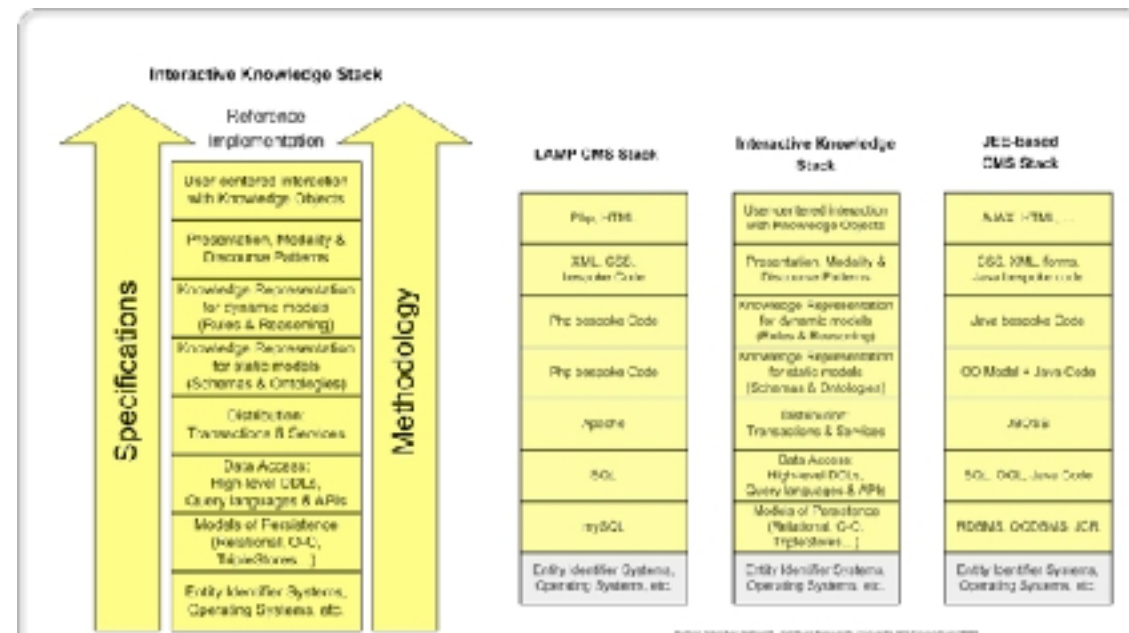 Interactive Knowledge Stack
Reference
Implementation
Specifications
Methodology
User centered interaction
with Knowledge Objects
Presentation, Modality &
Discourse Patterns
Knowledge Representation
for dynamic models
(Rules & Reasoning)
Knowledge Representation
for static models
(Schemas & Ontologies)
Distribution:
Transactions & Services
Data Access:
High-level DDLs,
Query languages & APIs
Models of Persistence
(Relational, O-O,
TripleStores...)
Entity Identifier Systems,
Operating Systems, etc.
LAMP CMS Stack
Php, HTML
XML, CSS,
bespoke Code
Php bespoke Code
Php bespoke Code
Apache
SQL
mySQL
Entity Identifier Systems,
Operating Systems, etc.
Interactive Knowledge
Stack
User centered interaction
with Knowledge Objects
Presentation, Modality &
Discourse Patterns
Knowledge Representation
for dynamic models
(Rules & Reasoning)
Knowledge Representation
for static models
(Schemas & Ontologies)
Distribution:
Transactions & Services
Data Access:
High-level DDLs,
Query languages & APIs
Models of Persistence
(Relational, O-O,
TripleStores...)
Entity Identifier Systems,
Operating Systems, etc.
JEE-based
CMS Stack
AJAX, HTML, ...
CSS, XML, forms,
Java bespoke code
Java bespoke Code
OO Model + Java Code
JBOSS
SQL, OQL, Java Code
RDBMS, OODBMS, JCR
Entity Identifier Systems,
Operating Systems, etc.